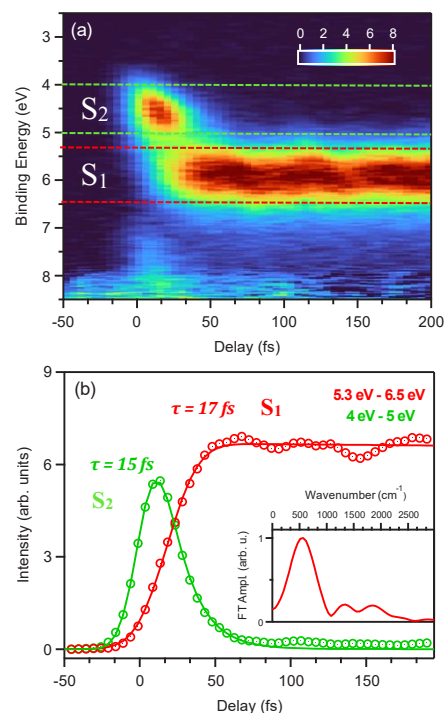 (a)
0 2 4 6 8
S2
S1
3
4
5
6
7
8
Binding Energy (eV)
-50 0 50 100 150 200
Delay (fs)
(b)
τ = 17 fs S1 5.3 eV - 6.5 eV
4 eV - 5 eV
τ = 15 fs
S2
9
6
3
0
Intensity (arb. units)
Wavenumber (cm⁻¹)
0 500 1000 1500 2000 2500
1
0
FT Ampl. (arb. u.)
-50 0 50 100 150
Delay (fs)